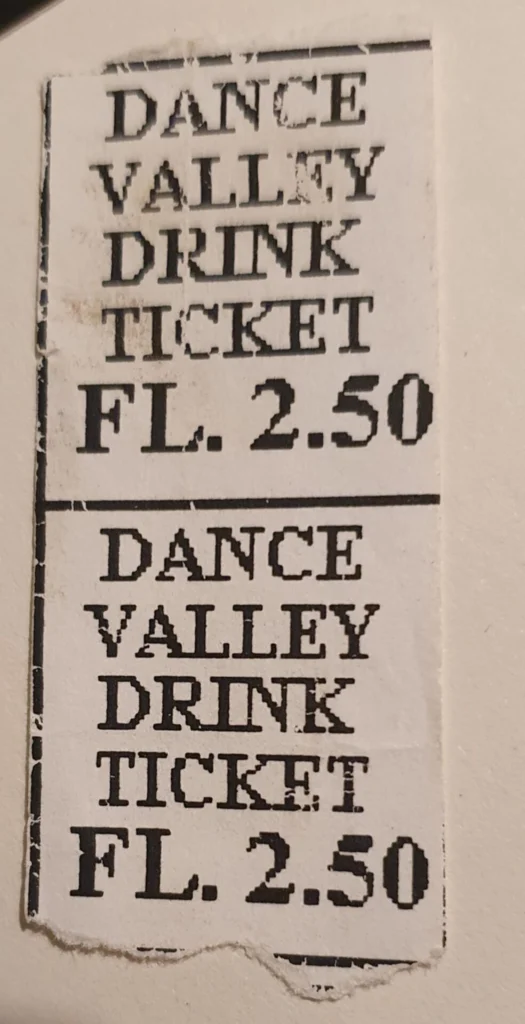 DANCE
VALLEY
DRINK
TICKET
FL. 2.50
DANCE
VALLEY
DRINK
TICKET
FL. 2.50